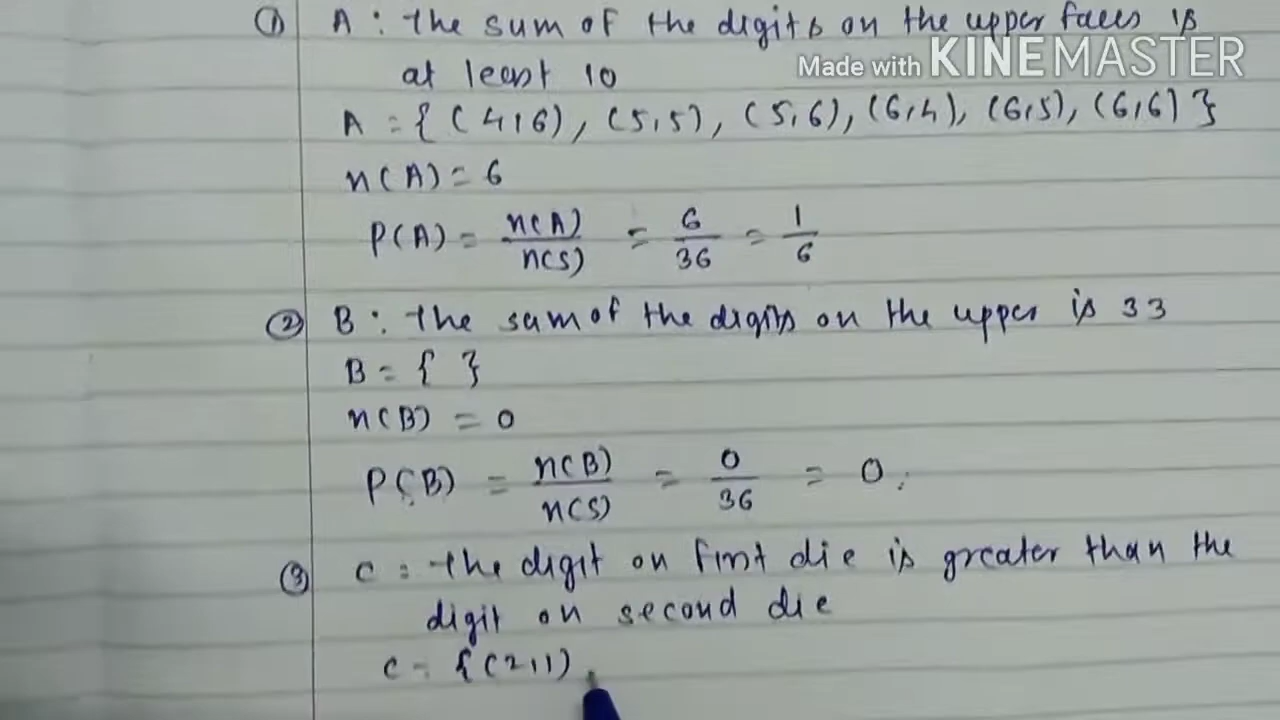 ① A : The sum of the digits on the upper faces is
at least 10
Made with KINEMASTER
A = { (4,6), (5,5), (5,6), (6,4), (6,5), (6,6) }
n(A) = 6
P(A) = n(A)/n(S) = 6/36 = 1/6
② B : The sum of the digits on the upper is 33
B = { }
n(B) = 0
P(B) = n(B)/n(S) = 0/36 = 0,
③ C : The digit on first die is greater than the
digit on second die
C = {(2,1),